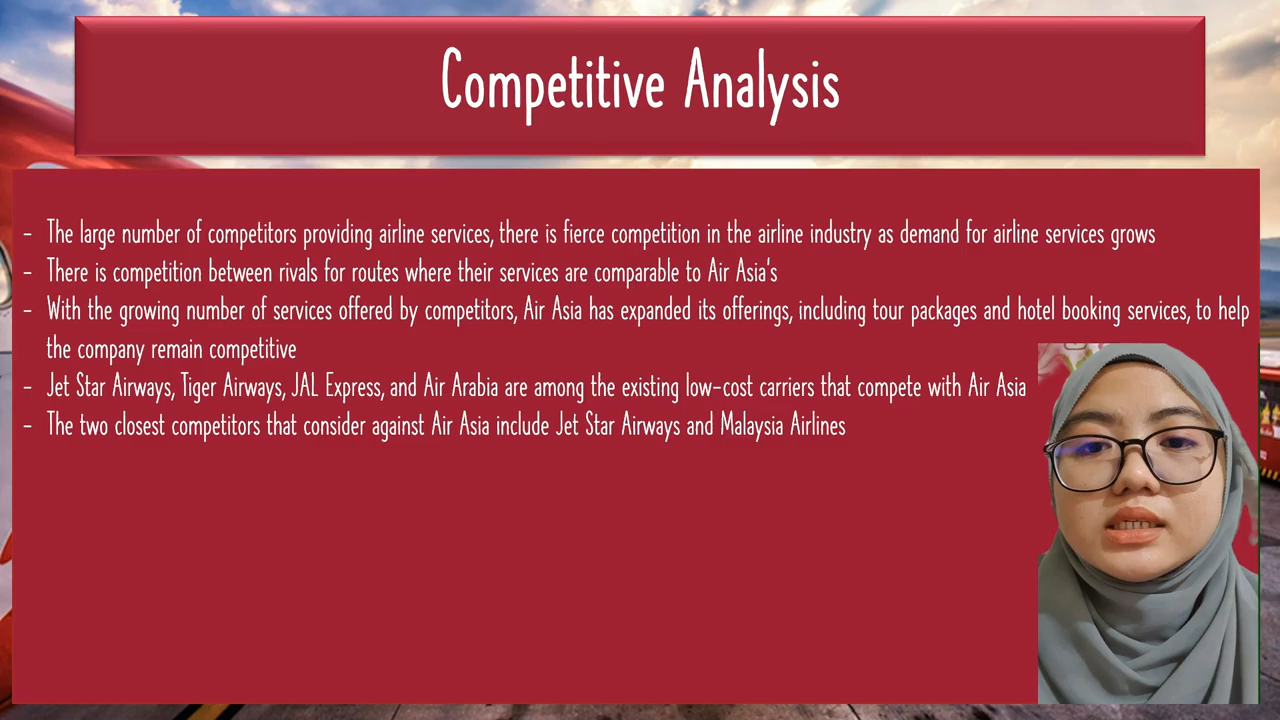 Competitive Analysis
- The large number of competitors providing airline services, there is fierce competition in the airline industry as demand for airline services grows
- There is competition between rivals for routes where their services are comparable to Air Asia's
- With the growing number of services offered by competitors, Air Asia has expanded its offerings, including tour packages and hotel booking services, to help
the company remain competitive
- Jet Star Airways, Tiger Airways, JAL Express, and Air Arabia are among the existing low-cost carriers that compete with Air Asia
- The two closest competitors that consider against Air Asia include Jet Star Airways and Malaysia Airlines